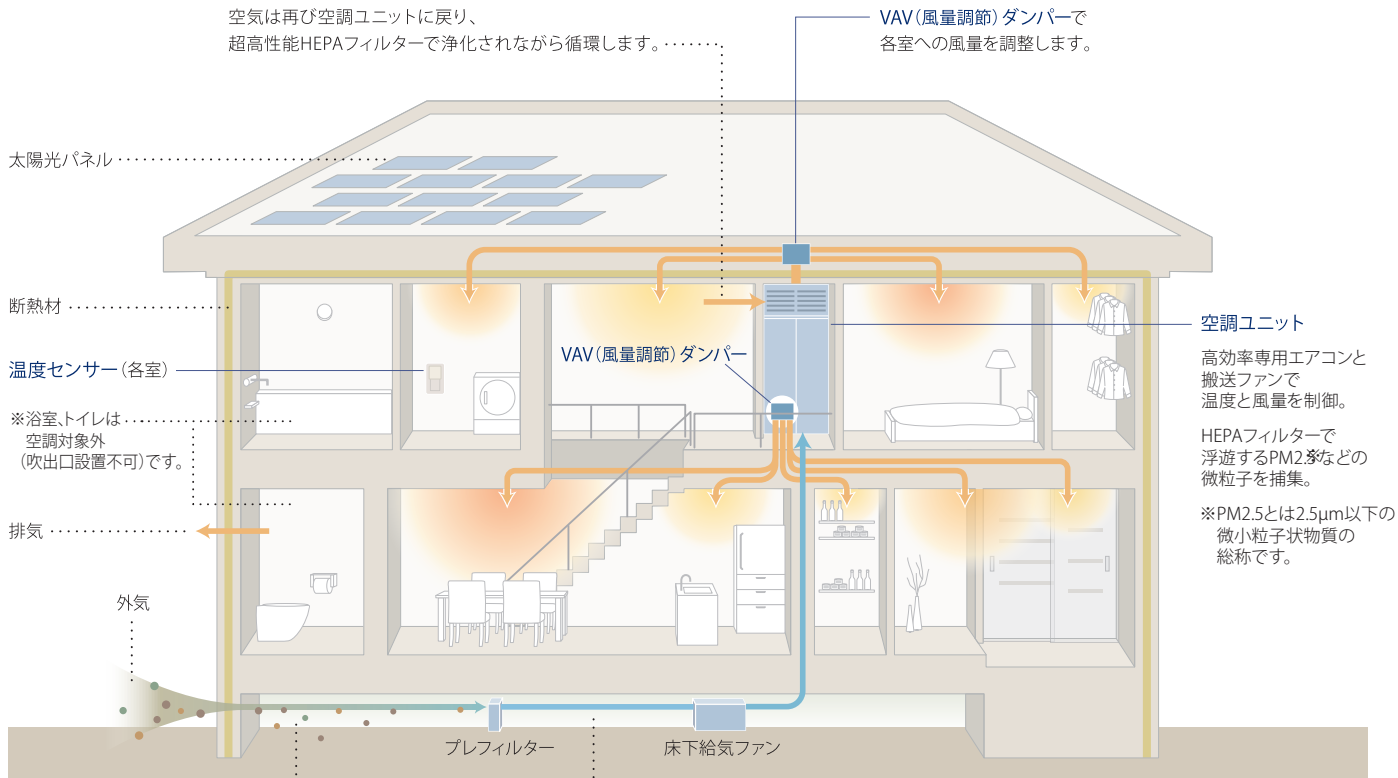 空気は再び空調ユニットに戻り、
超高性能HEPAフィルターで浄化されながら循環します。
VAV(風量調節)ダンパーで
各室への風量を調整します。
太陽光パネル
断熱材
温度センサー(各室)
※浴室、トイレは
空調対象外
(吹出口設置不可)です。
排気
外気
VAV(風量調節)ダンパー
空調ユニット
高効率専用エアコンと
搬送ファンで
温度と風量を制御。
HEPAフィルターで
浮遊するPM2.5※などの
微粒子を捕集。
※PM2.5とは2.5μm以下の
微小粒子状物質の
総称です。
プレフィルター
床下給気ファン